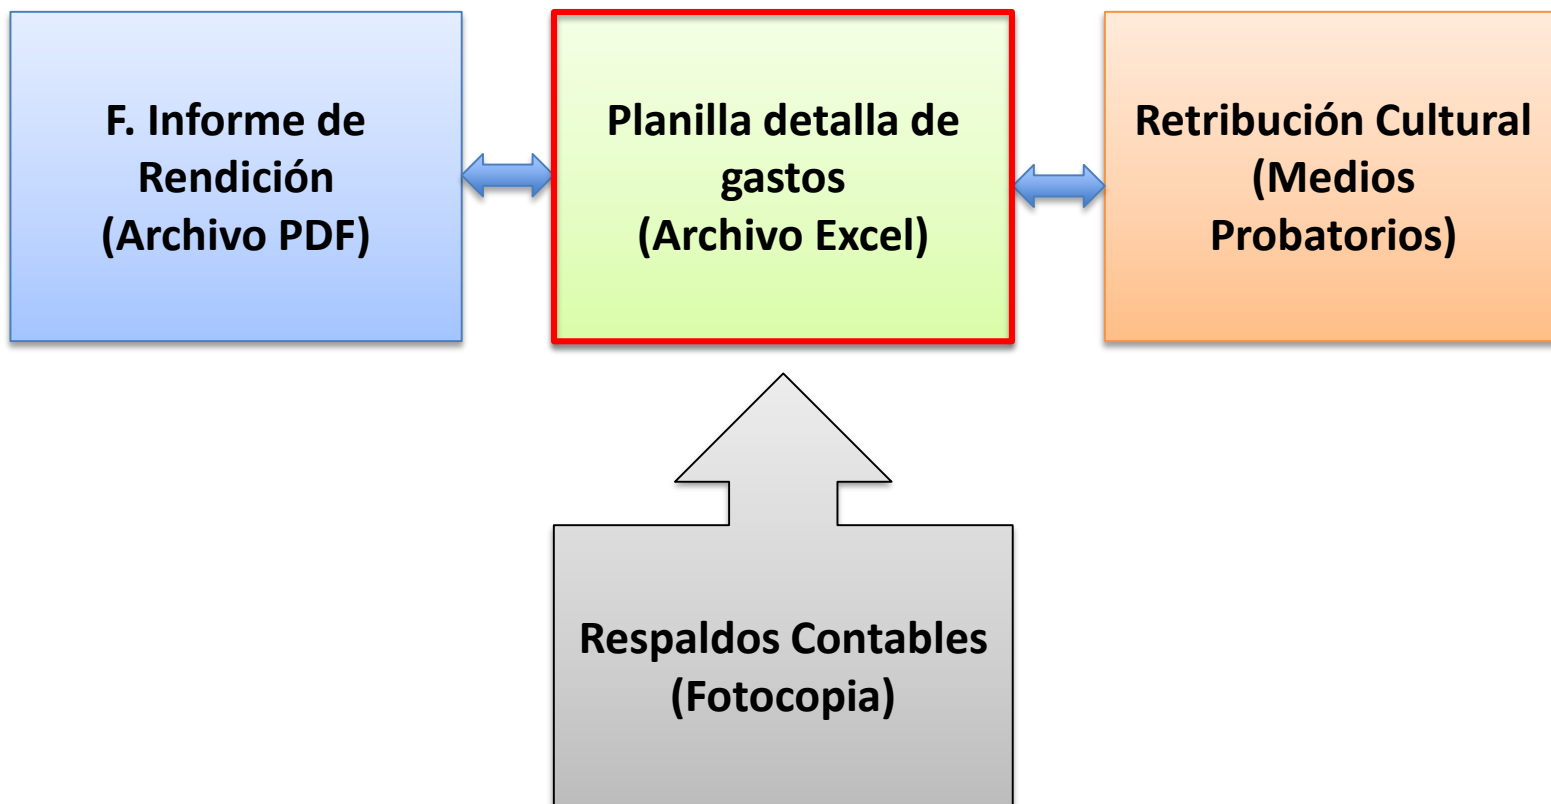 F. Informe de
Rendición
(Archivo PDF)
Planilla detalla de
gastos
(Archivo Excel)
Retribución Cultural
(Medios
Probatorios)
Respaldos Contables
(Fotocopia)